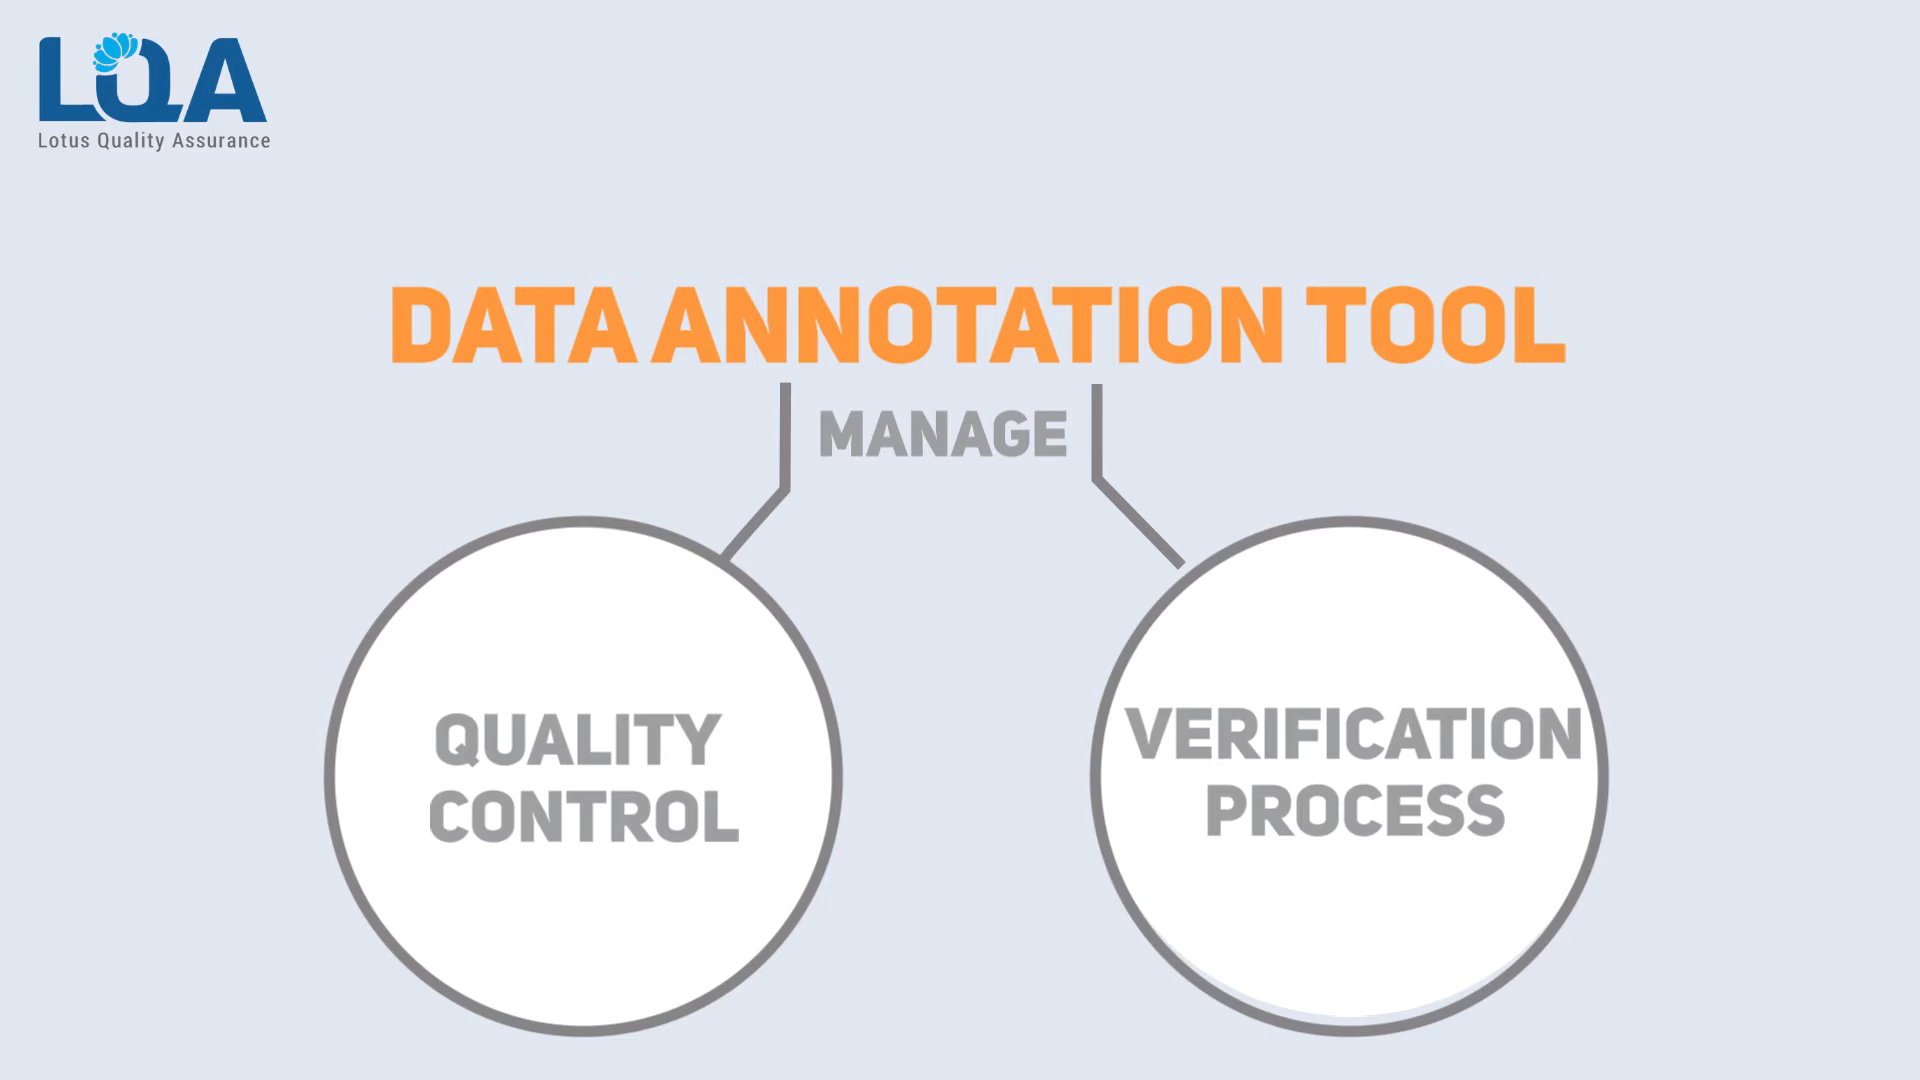 LQA
Lotus Quality Assurance
DATA ANNOTATION TOOL
MANAGE
QUALITY
CONTROL
VERIFICATION
PROCESS